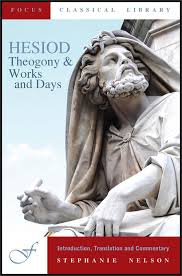 FOCUS CLASSICAL LIBRARY
HESIOD
Theogony &
Works
and Days
Introduction, Translation and Commentary
STEPHANIE NELSON